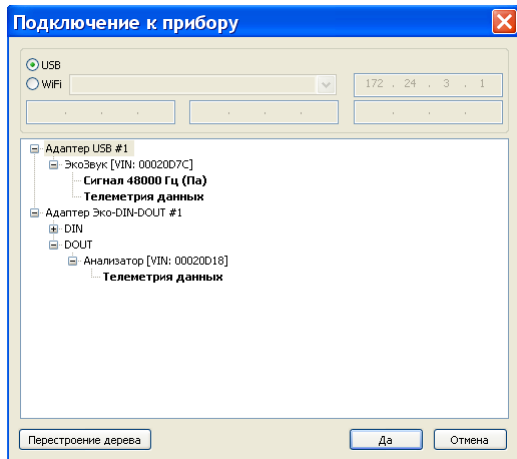 Подключение к прибору
USB
WiFi
172 . 24 . 3 . 1
Адаптер USB #1
ЭкоЗвук [VIN: 00020D7C]
Сигнал 48000 Гц (Па)
Телеметрия данных
Адаптер Эко-DIN-DOUT #1
DIN
DOUT
Анализатор [VIN: 00020D18]
Телеметрия данных
Перестроение дерева
Да
Отмена